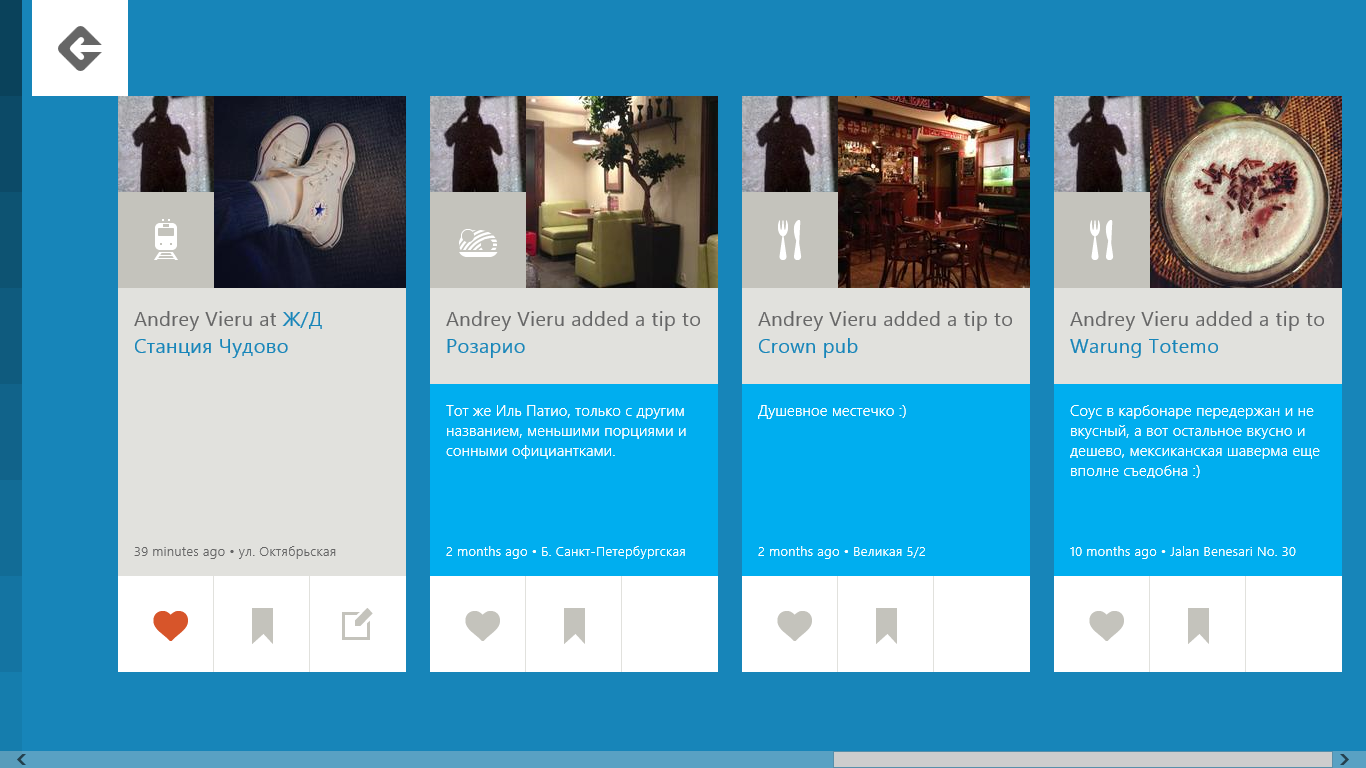 Andrey Vieru at Ж/Д
Станция Чудово
39 minutes ago • ул. Октябрьская
Andrey Vieru added a tip to
Розарио
Тот же Иль Патио, только с другим
названием, меньшими порциями и
сонными официантками.
2 months ago • Б. Санкт-Петербургская
Andrey Vieru added a tip to
Crown pub
Душевное местечко :)
2 months ago • Великая 5/2
Andrey Vieru added a tip to
Warung Totemo
Соус в карбонаре передержан и не
вкусный, а вот остальное вкусно и
дешево, мексиканская шаверма еще
вполне съедобна :)
10 months ago • Jalan Benesari No. 30